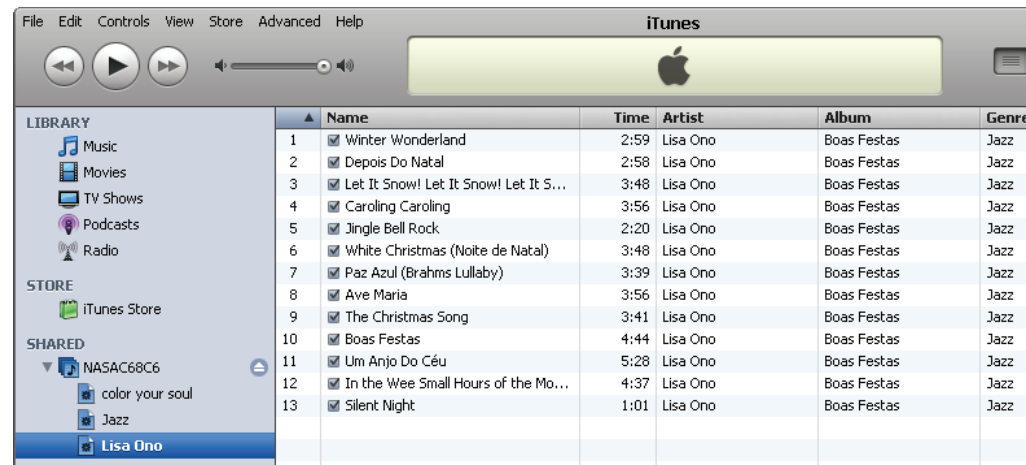 File Edit Controls View Store Advanced Help
iTunes
LIBRARY
Music
Movies
TV Shows
Podcasts
Radio
STORE
iTunes Store
SHARED
NASAC68C6
color your soul
Jazz
Lisa Ono
Name Time Artist Album Genre
1 Winter Wonderland 2:59 Lisa Ono Boas Festas Jazz
2 Depois Do Natal 2:58 Lisa Ono Boas Festas Jazz
3 Let It Snow! Let It Snow! Let It S... 3:48 Lisa Ono Boas Festas Jazz
4 Caroling Caroling 3:56 Lisa Ono Boas Festas Jazz
5 Jingle Bell Rock 2:20 Lisa Ono Boas Festas Jazz
6 White Christmas (Noite de Natal) 3:48 Lisa Ono Boas Festas Jazz
7 Paz Azul (Brahms Lullaby) 3:39 Lisa Ono Boas Festas Jazz
8 Ave Maria 3:56 Lisa Ono Boas Festas Jazz
9 The Christmas Song 3:41 Lisa Ono Boas Festas Jazz
10 Boas Festas 4:44 Lisa Ono Boas Festas Jazz
11 Um Anjo Do Céu 5:28 Lisa Ono Boas Festas Jazz
12 In the Wee Small Hours of the Mo... 4:37 Lisa Ono Boas Festas Jazz
13 Silent Night 1:01 Lisa Ono Boas Festas Jazz